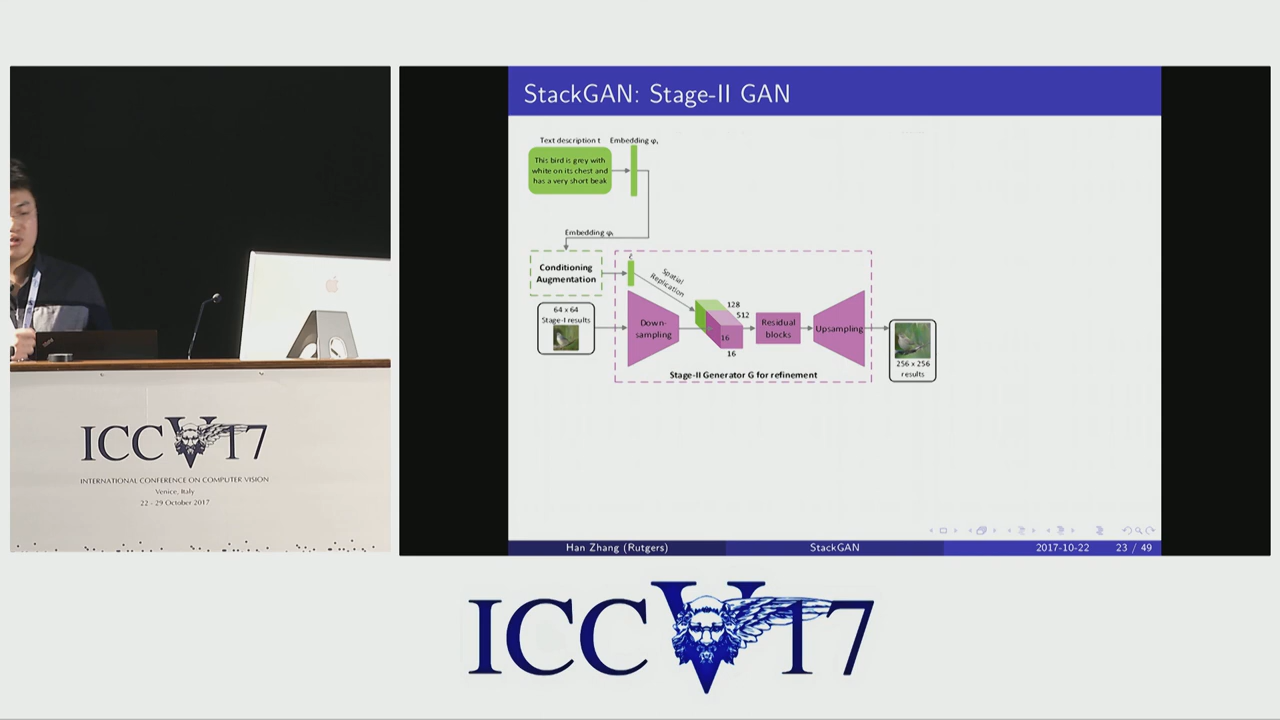 StackGAN: Stage-II GAN
Text description t
Embedding φt
This bird is grey with
white on its chest and
has a very short beak
Embedding φt
Conditioning
Augmentation
ĉ
Spatial
Replication
64 x 64
Stage-I results
Down-
sampling
128
512
16
16
Residual
blocks
Upsampling
256 x 256
results
Stage-II Generator G for refinement
Han Zhang (Rutgers)
StackGAN
2017-10-22
23 / 49
ICCV17
INTERNATIONAL CONFERENCE ON COMPUTER VISION
Venice, Italy
22 - 29 October 2017
ICCV17